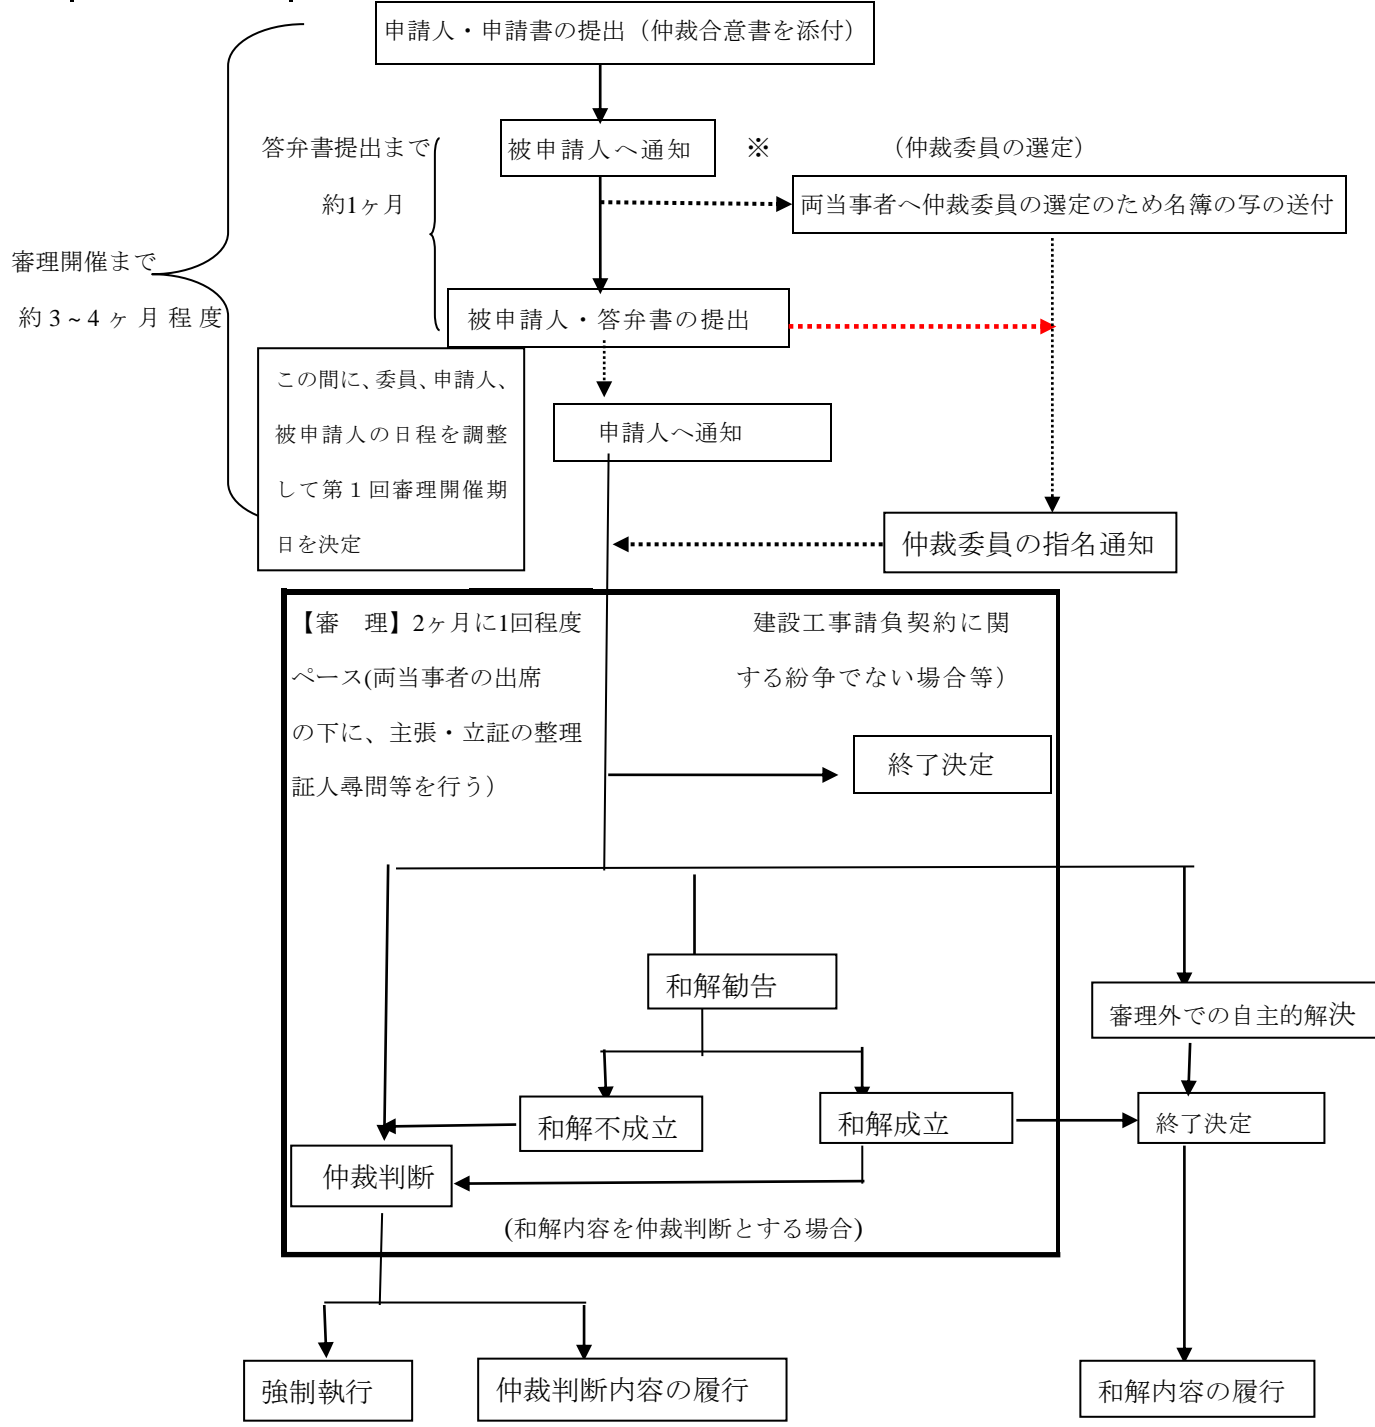 申請人・申請書の提出（仲裁合意書を添付）
答弁書提出まで
約1ヶ月
被申請人へ通知
※
（仲裁委員の選定）
両当事者へ仲裁委員の選定のため名簿の写の送付
審理開催まで
約3~4ヶ月程度
被申請人・答弁書の提出
この間に、委員、申請人、
被申請人の日程を調整
して第１回審理開催期
日を決定
申請人へ通知
仲裁委員の指名通知
【審　理】2ヶ月に1回程度
ペース(両当事者の出席
の下に、主張・立証の整理
証人尋問等を行う）
建設工事請負契約に関
する紛争でない場合等）
終了決定
和解勧告
審理外での自主的解決
和解不成立
和解成立
終了決定
仲裁判断
(和解内容を仲裁判断とする場合)
強制執行
仲裁判断内容の履行
和解内容の履行